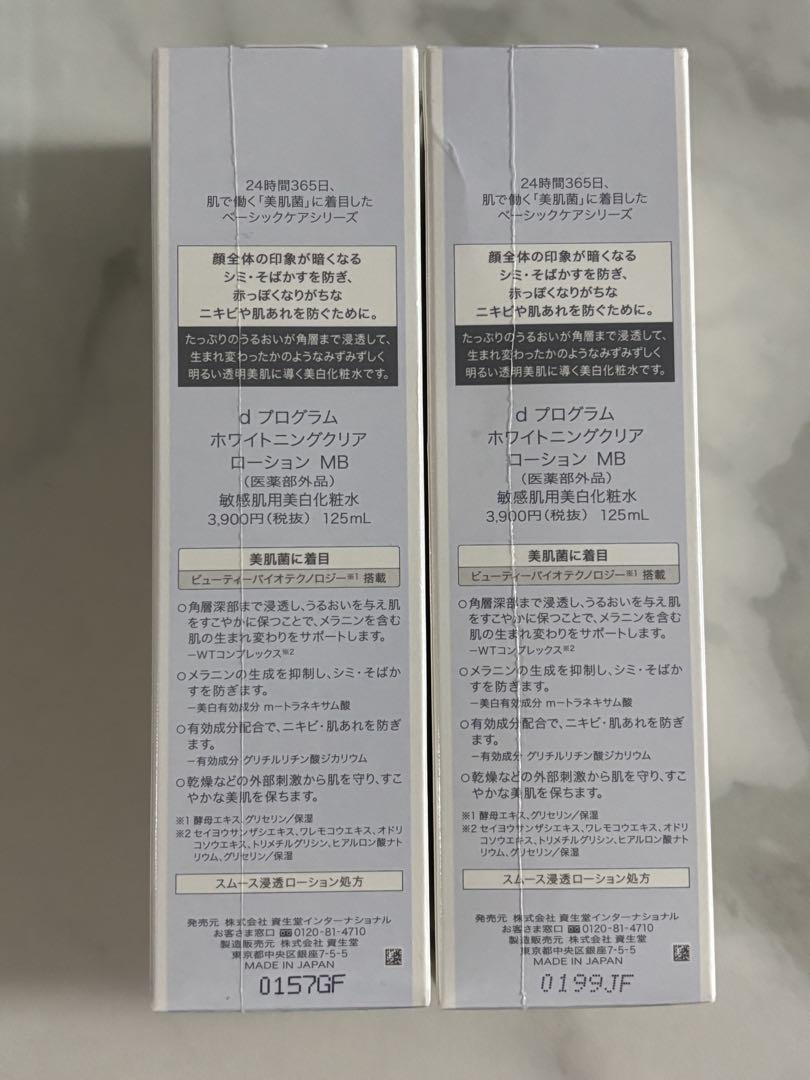 24時間365日、
肌で働く「美肌菌」に着目した
ベーシックケアシリーズ
顔全体の印象が暗くなる
シミ・そばかすを防ぎ、
赤っぽくなりがちな
ニキビや肌あれを防ぐために。
たっぷりのうるおいが角層まで浸透して、
生まれ変わったかのようなみずみずしく
明るい透明美肌に導く美白化粧水です。
d プログラム
ホワイトニングクリア
ローション MB
（医薬部外品）
敏感肌用美白化粧水
3,900円（税抜） 125mL
美肌菌に着目
ビューティーバイオテクノロジー※1 搭載
○角層深部まで浸透し、うるおいを与え肌
をすこやかに保つことで、メラニンを含む
肌の生まれ変わりをサポートします。
−WTコンプレックス※2
○メラニンの生成を抑制し、シミ・そばか
すを防ぎます。
−美白有効成分 m−トラネキサム酸
○有効成分配合で、ニキビ・肌あれを防ぎ
ます。
−有効成分 グリチルリチン酸ジカリウム
○乾燥などの外部刺激から肌を守り、すこ
やかな美肌を保ちます。
※1 酵母エキス、グリセリン／保湿
※2 セイヨウサンザシエキス、ワレモコウエキス、オドリ
コソウエキス、トリメチルグリシン、ヒアルロン酸ナト
リウム、グリセリン／保湿
スムース浸透ローション処方
発売元 株式会社 資生堂インターナショナル
お客さま窓口 0120-81-4710
製造販売元 株式会社 資生堂
東京都中央区銀座7-5-5
MADE IN JAPAN
0157GF
24時間365日、
肌で働く「美肌菌」に着目した
ベーシックケアシリーズ
顔全体の印象が暗くなる
シミ・そばかすを防ぎ、
赤っぽくなりがちな
ニキビや肌あれを防ぐために。
たっぷりのうるおいが角層まで浸透して、
生まれ変わったかのようなみずみずしく
明るい透明美肌に導く美白化粧水です。
d プログラム
ホワイトニングクリア
ローション MB
（医薬部外品）
敏感肌用美白化粧水
3,900円（税抜） 125mL
美肌菌に着目
ビューティーバイオテクノロジー※1 搭載
○角層深部まで浸透し、うるおいを与え肌
をすこやかに保つことで、メラニンを含む
肌の生まれ変わりをサポートします。
−WTコンプレックス※2
○メラニンの生成を抑制し、シミ・そばか
すを防ぎます。
−美白有効成分 m−トラネキサム酸
○有効成分配合で、ニキビ・肌あれを防ぎ
ます。
−有効成分 グリチルリチン酸ジカリウム
○乾燥などの外部刺激から肌を守り、すこ
やかな美肌を保ちます。
※1 酵母エキス、グリセリン／保湿
※2 セイヨウサンザシエキス、ワレモコウエキス、オドリ
コソウエキス、トリメチルグリシン、ヒアルロン酸ナト
リウム、グリセリン／保湿
スムース浸透ローション処方
発売元 株式会社 資生堂インターナショナル
お客さま窓口 0120-81-4710
製造販売元 株式会社 資生堂
東京都中央区銀座7-5-5
MADE IN JAPAN
0199JF